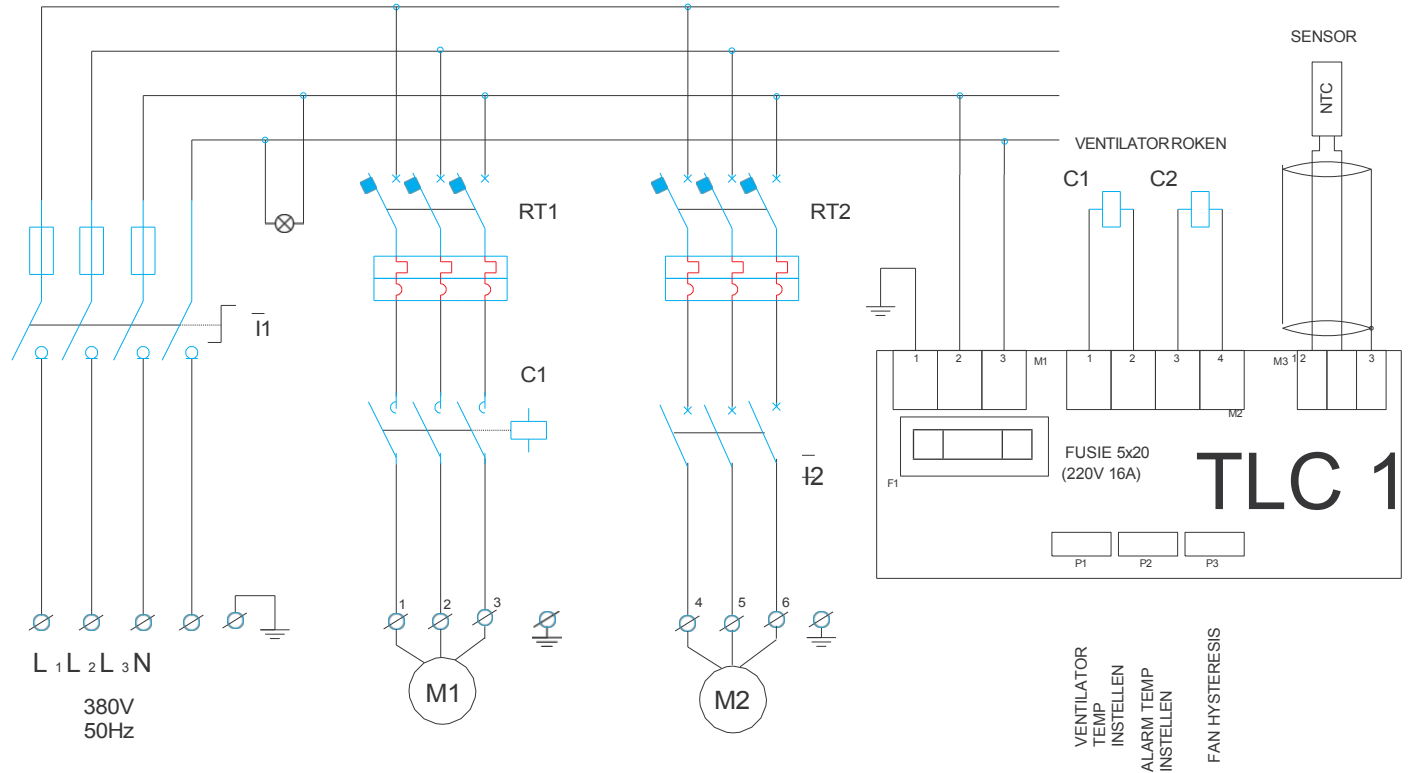 SENSOR
NTC
VENTILATOR ROKEN
C1
C2
RT1
RT2
I1
C1
I2
1
2
3
M1
1
2
3
4
M2
M3
1
2
3
F1
FUSIE 5x20
(220V 16A)
TLC 1
P1
P2
P3
1
2
3
4
5
6
L 1 L 2 L 3 N
380V
50Hz
M1
M2
VENTILATOR
TEMP
INSTELLEN
ALARM TEMP
INSTELLEN
FAN HYSTERESIS